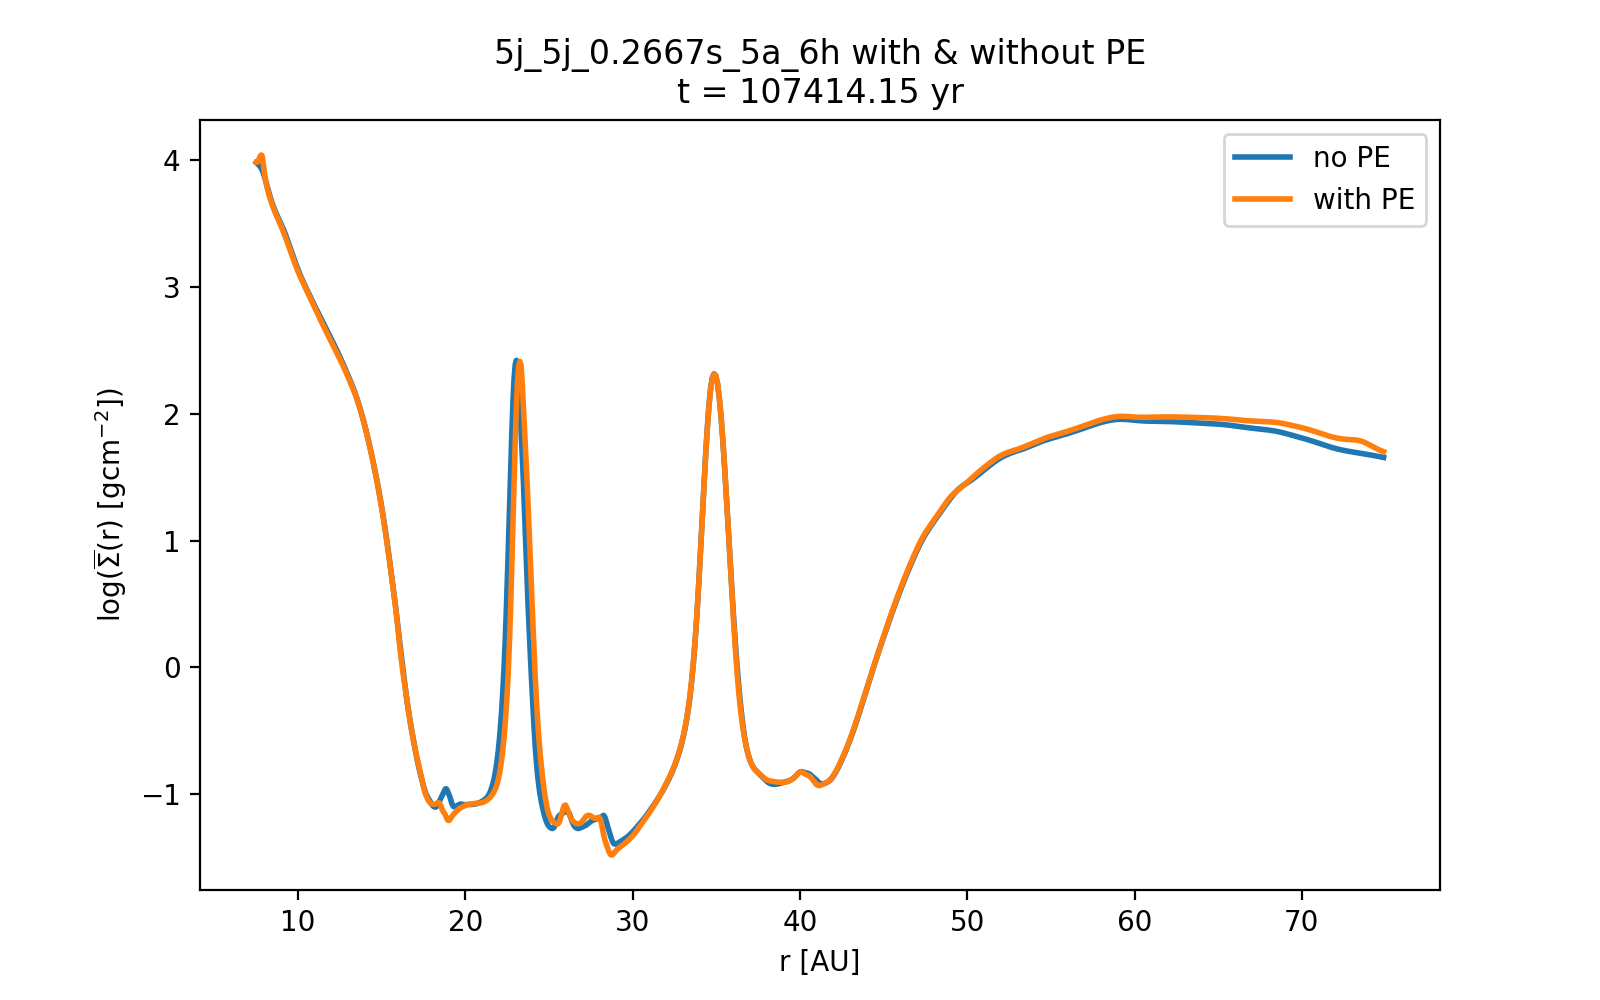 5j_5j_0.2667s_5a_6h with & without PE
t = 107414.15 yr
no PE
with PE
4
3
2
1
0
−1
log(Σ̅(r) [gcm⁻²])
10 20 30 40 50 60 70
r [AU]